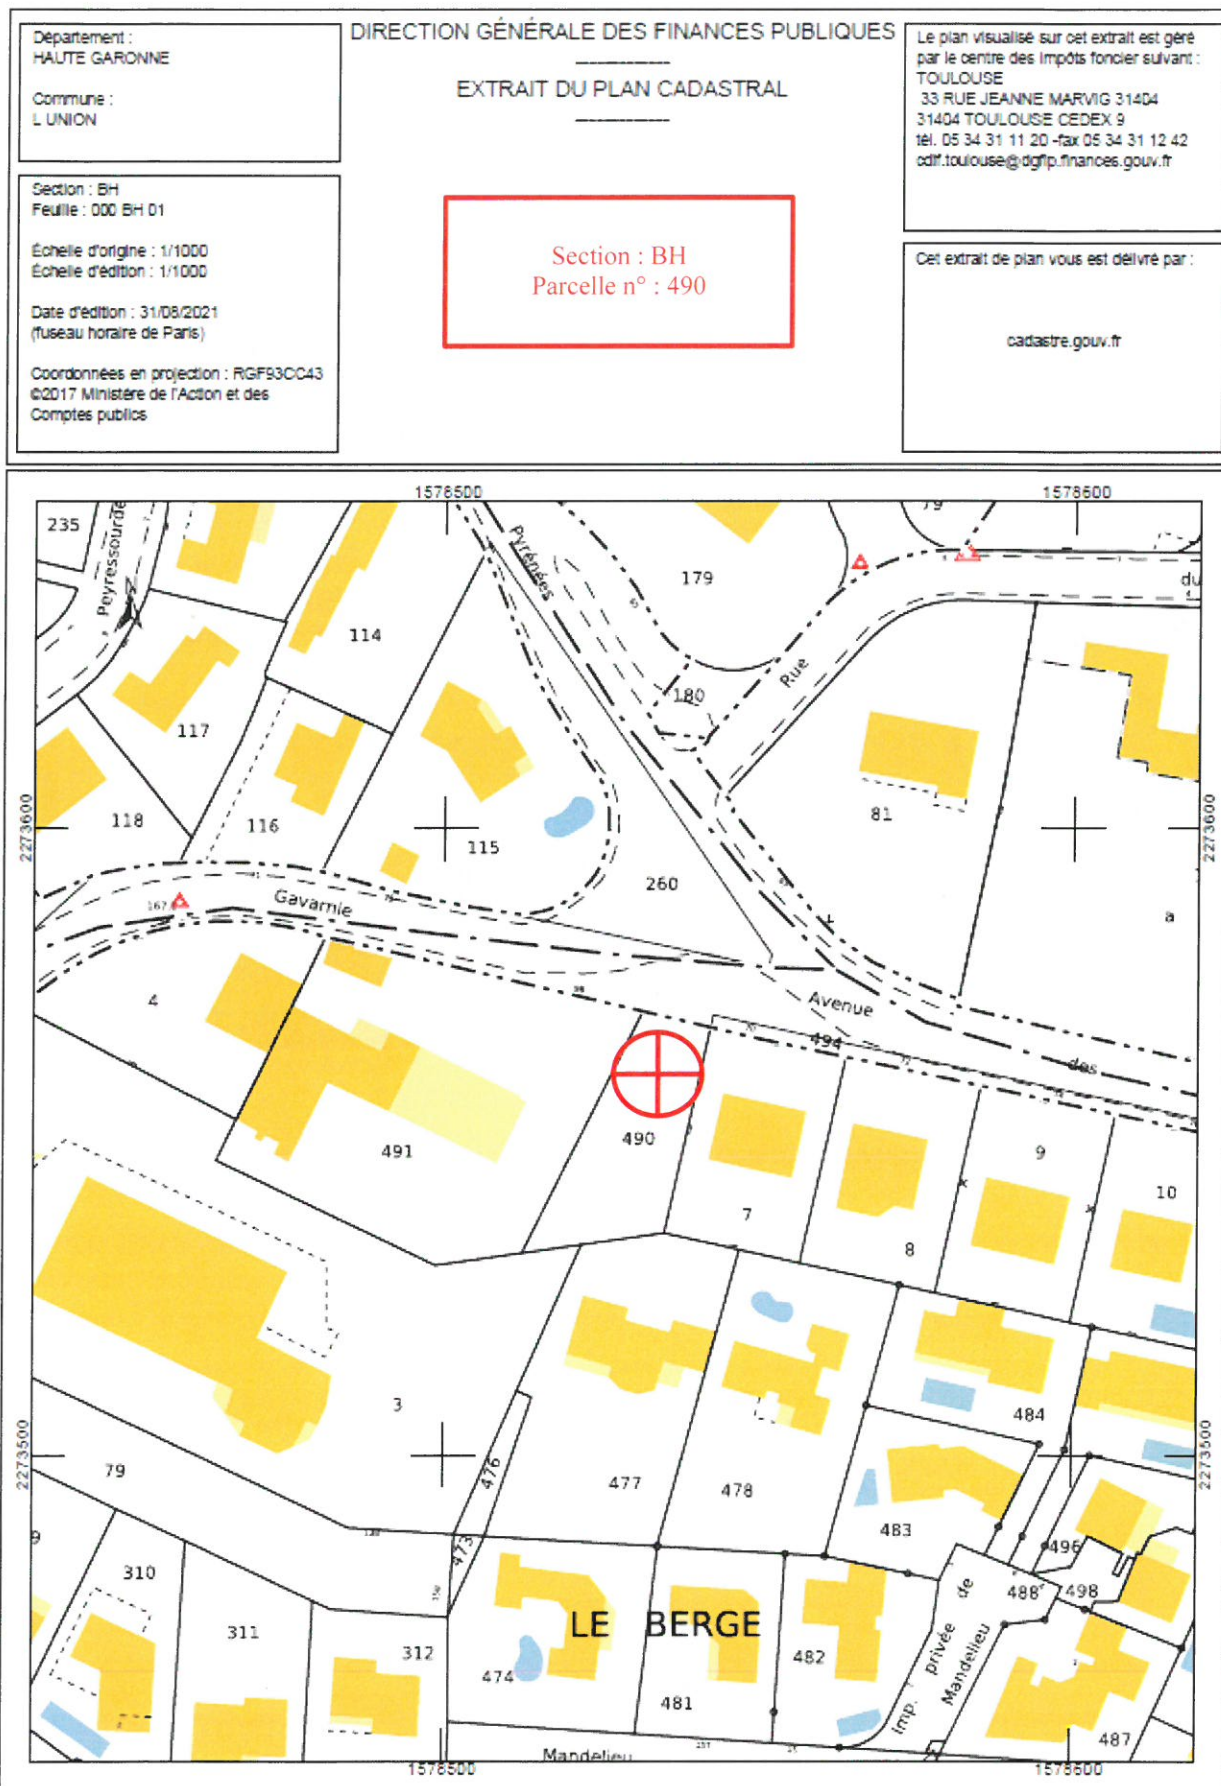 Département :
HAUTE GARONNE
Commune :
L UNION
Section : BH
Feuille : 000 BH 01
Échelle d'origine : 1/1000
Échelle d'édition : 1/1000
Date d'édition : 31/08/2021
(fuseau horaire de Paris)
Coordonnées en projection : RGF93CC43
©2017 Ministère de l'Action et des
Comptes publics
DIRECTION GÉNÉRALE DES FINANCES PUBLIQUES
EXTRAIT DU PLAN CADASTRAL
Section : BH
Parcelle n° : 490
Le plan visualisé sur cet extrait est géré
par le centre des impôts foncier suivant :
TOULOUSE
33 RUE JEANNE MARVIG 31404
31404 TOULOUSE CEDEX 9
tél. 05 34 31 11 20 -fax 05 34 31 12 42
cdif.toulouse@dgfip.finances.gouv.fr
Cet extrait de plan vous est délivré par :
cadastre.gouv.fr
1578500
1578600
235
Peyressourde
Pyrénées
179
79
du
114
Rue
180
117
118
116
115
81
2273600
2273600
260
a
167
Gavarnie
4
Avenue
494
des
491
490
7
8
9
10
3
79
476
477
478
484
483
2273500
2273500
473
496
488
498
9
310
311
312
LE BERGE
474
481
482
Imp. privée de
Mandelieu
487
Mandelieu
1578500
1578600